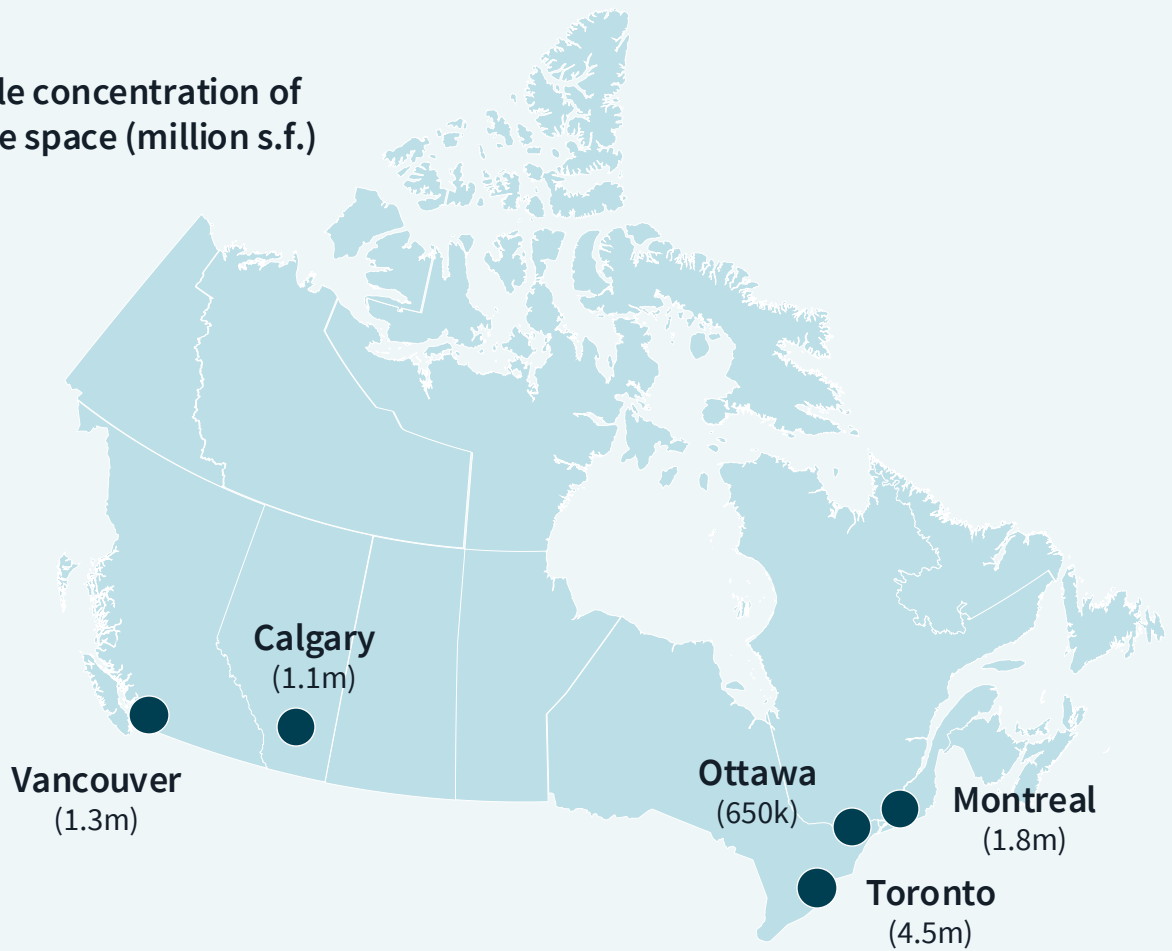 le concentration of
e space (million s.f.)
Calgary
(1.1m)
Vancouver
(1.3m)
Ottawa
(650k)
Montreal
(1.8m)
Toronto
(4.5m)